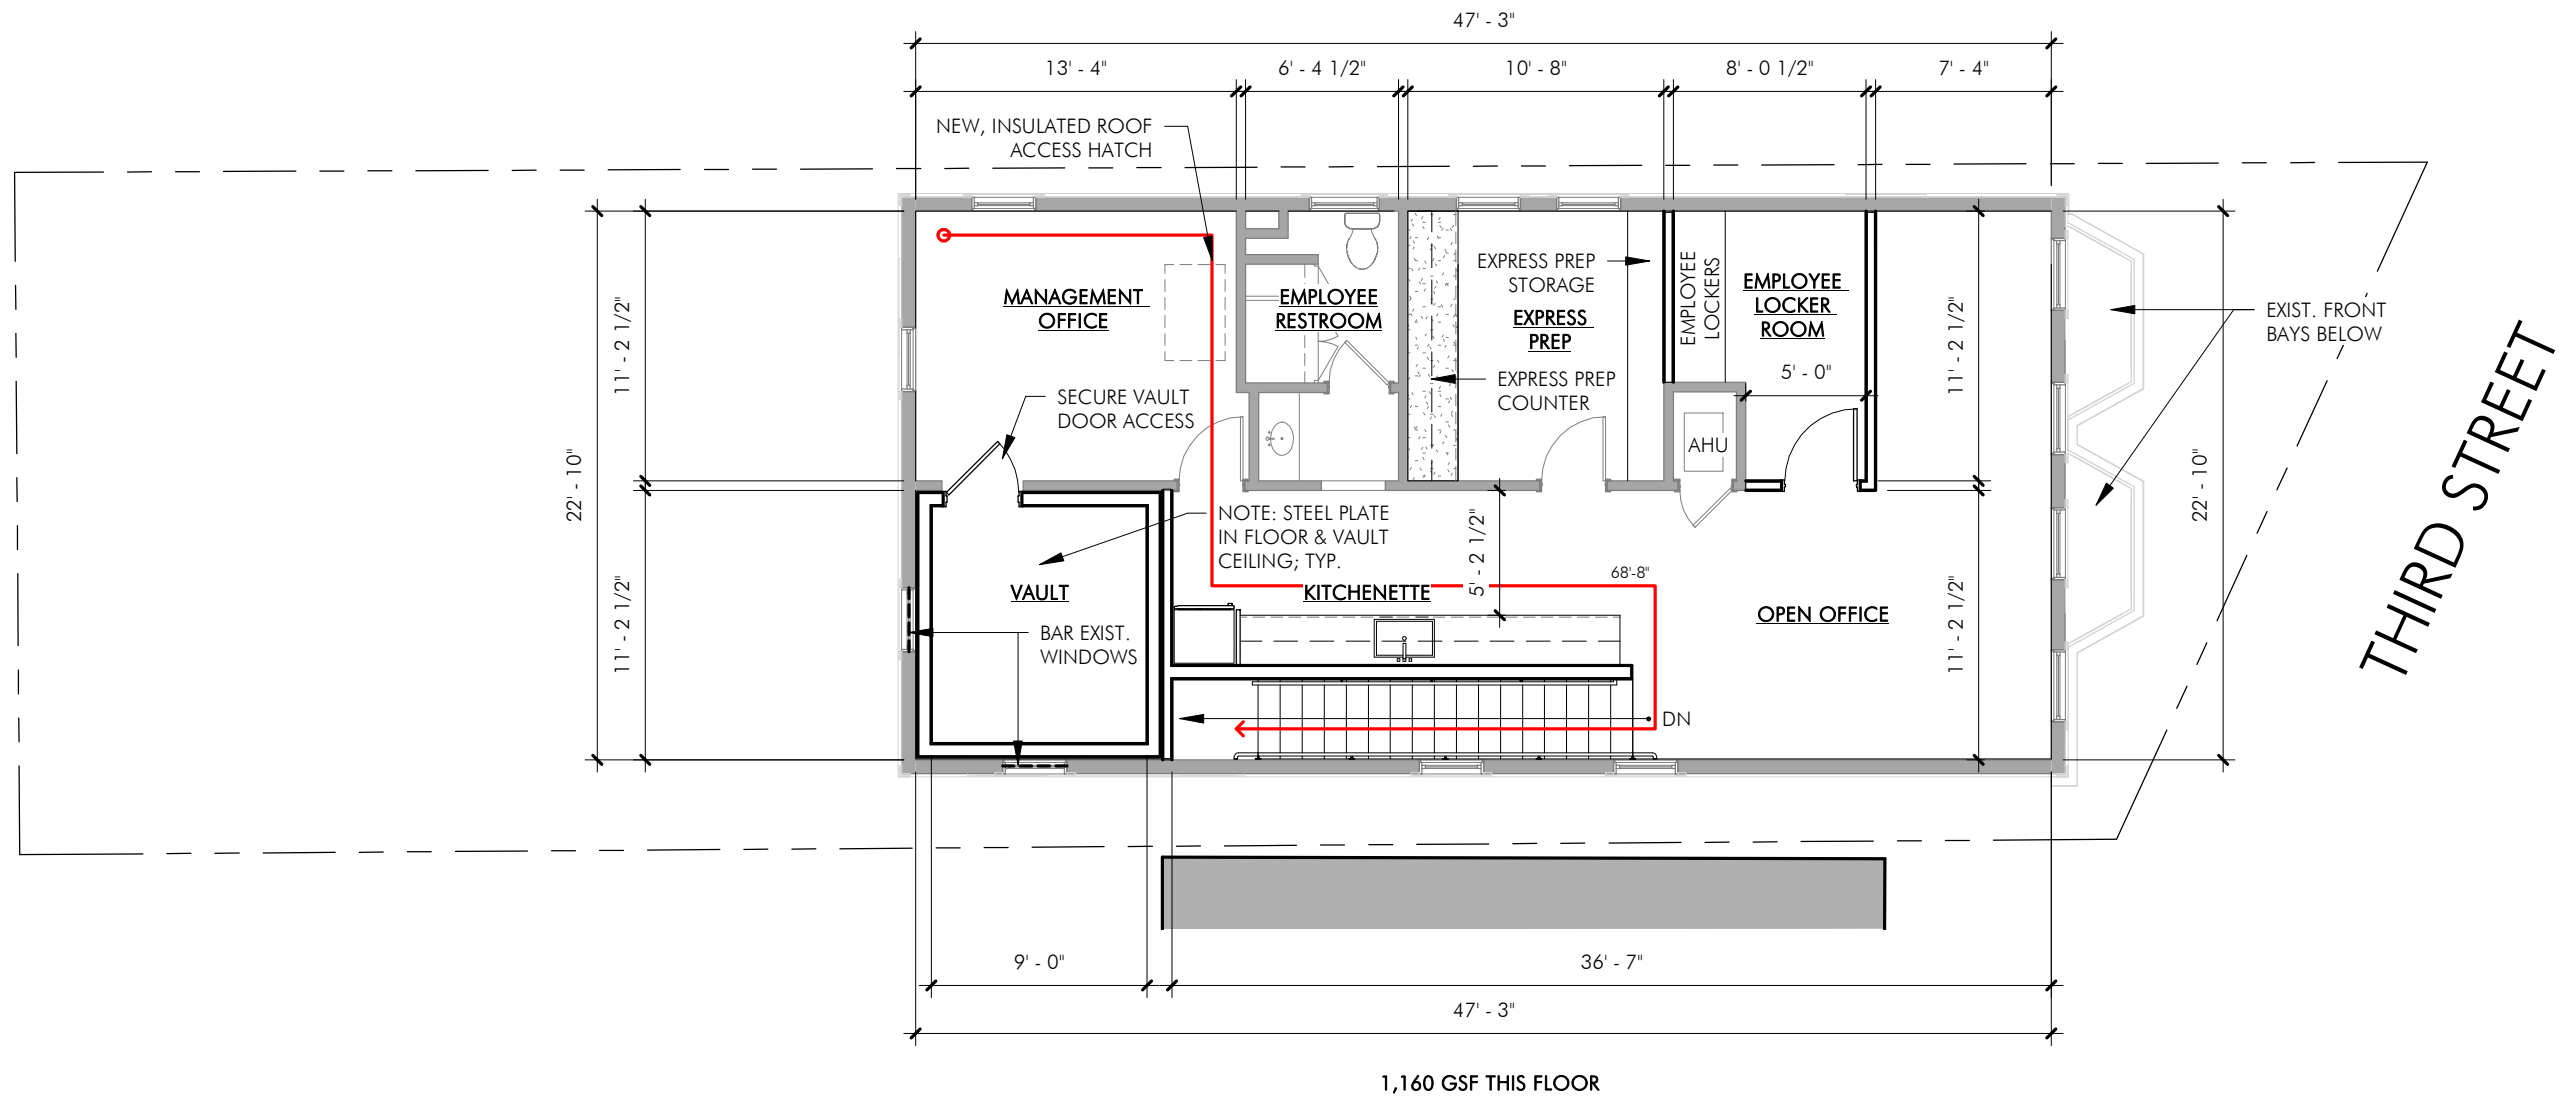 47' - 3"
13' - 4"
6' - 4 1/2"
10' - 8"
8' - 0 1/2"
7' - 4"
NEW, INSULATED ROOF
ACCESS HATCH
MANAGEMENT
OFFICE
EMPLOYEE
RESTROOM
EXPRESS PREP
STORAGE
EXPRESS
PREP
EMPLOYEE
LOCKERS
EMPLOYEE
LOCKER
ROOM
5' - 0"
EXPRESS PREP
COUNTER
AHU
SECURE VAULT
DOOR ACCESS
EXIST. FRONT
BAYS BELOW
THIRD STREET
22' - 10"
11' - 2 1/2"
11' - 2 1/2"
11' - 2 1/2"
11' - 2 1/2"
22' - 10"
NOTE: STEEL PLATE
IN FLOOR & VAULT
CEILING; TYP.
5' - 2 1/2"
68'-8"
VAULT
KITCHENETTE
OPEN OFFICE
BAR EXIST.
WINDOWS
DN
9' - 0"
36' - 7"
47' - 3"
1,160 GSF THIS FLOOR